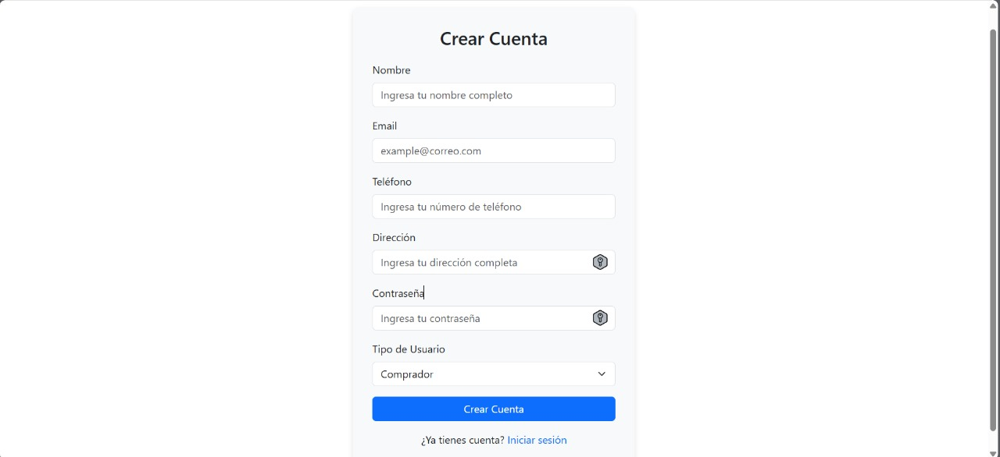 Crear Cuenta
Nombre
Ingresa tu nombre completo
Email
example@correo.com
Teléfono
Ingresa tu número de teléfono
Dirección
Ingresa tu dirección completa
Contraseña
Ingresa tu contraseña
Tipo de Usuario
Comprador
Crear Cuenta
¿Ya tienes cuenta? Iniciar sesión